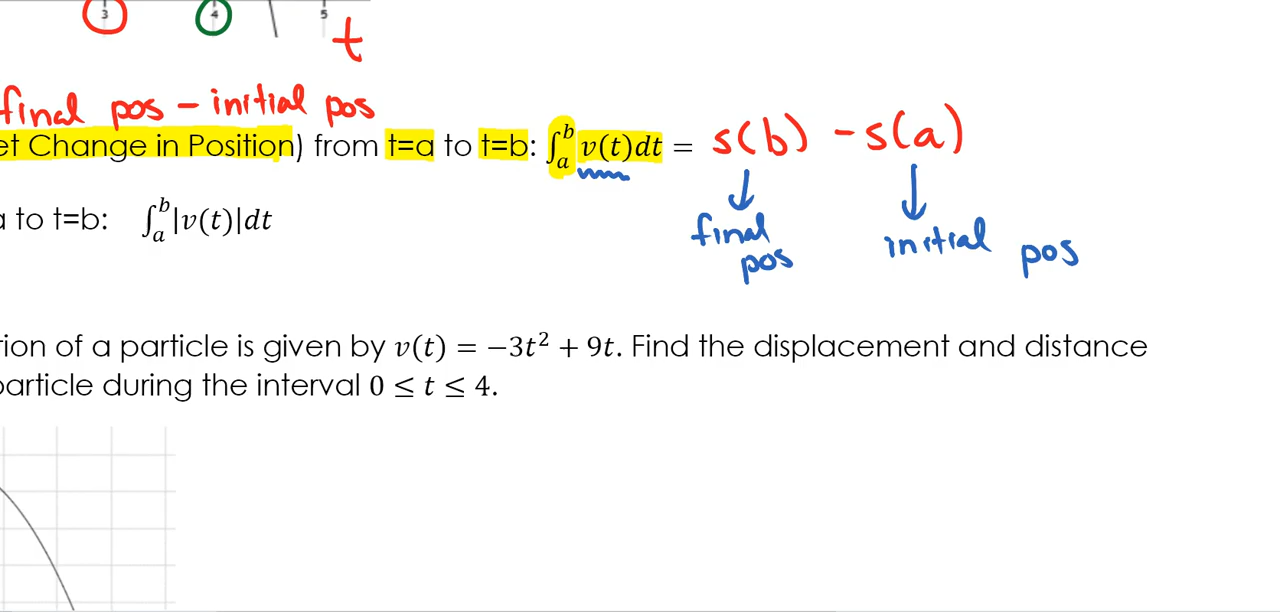 3 4 5
t
final pos − initial pos
et Change in Position) from t=a to t=b: ∫ₐᵇ v(t)dt = s(b) - s(a)
a to t=b: ∫ₐᵇ|v(t)|dt
final pos initial pos
tion of a particle is given by v(t) = −3t² + 9t. Find the displacement and distance
particle during the interval 0 ≤ t ≤ 4.